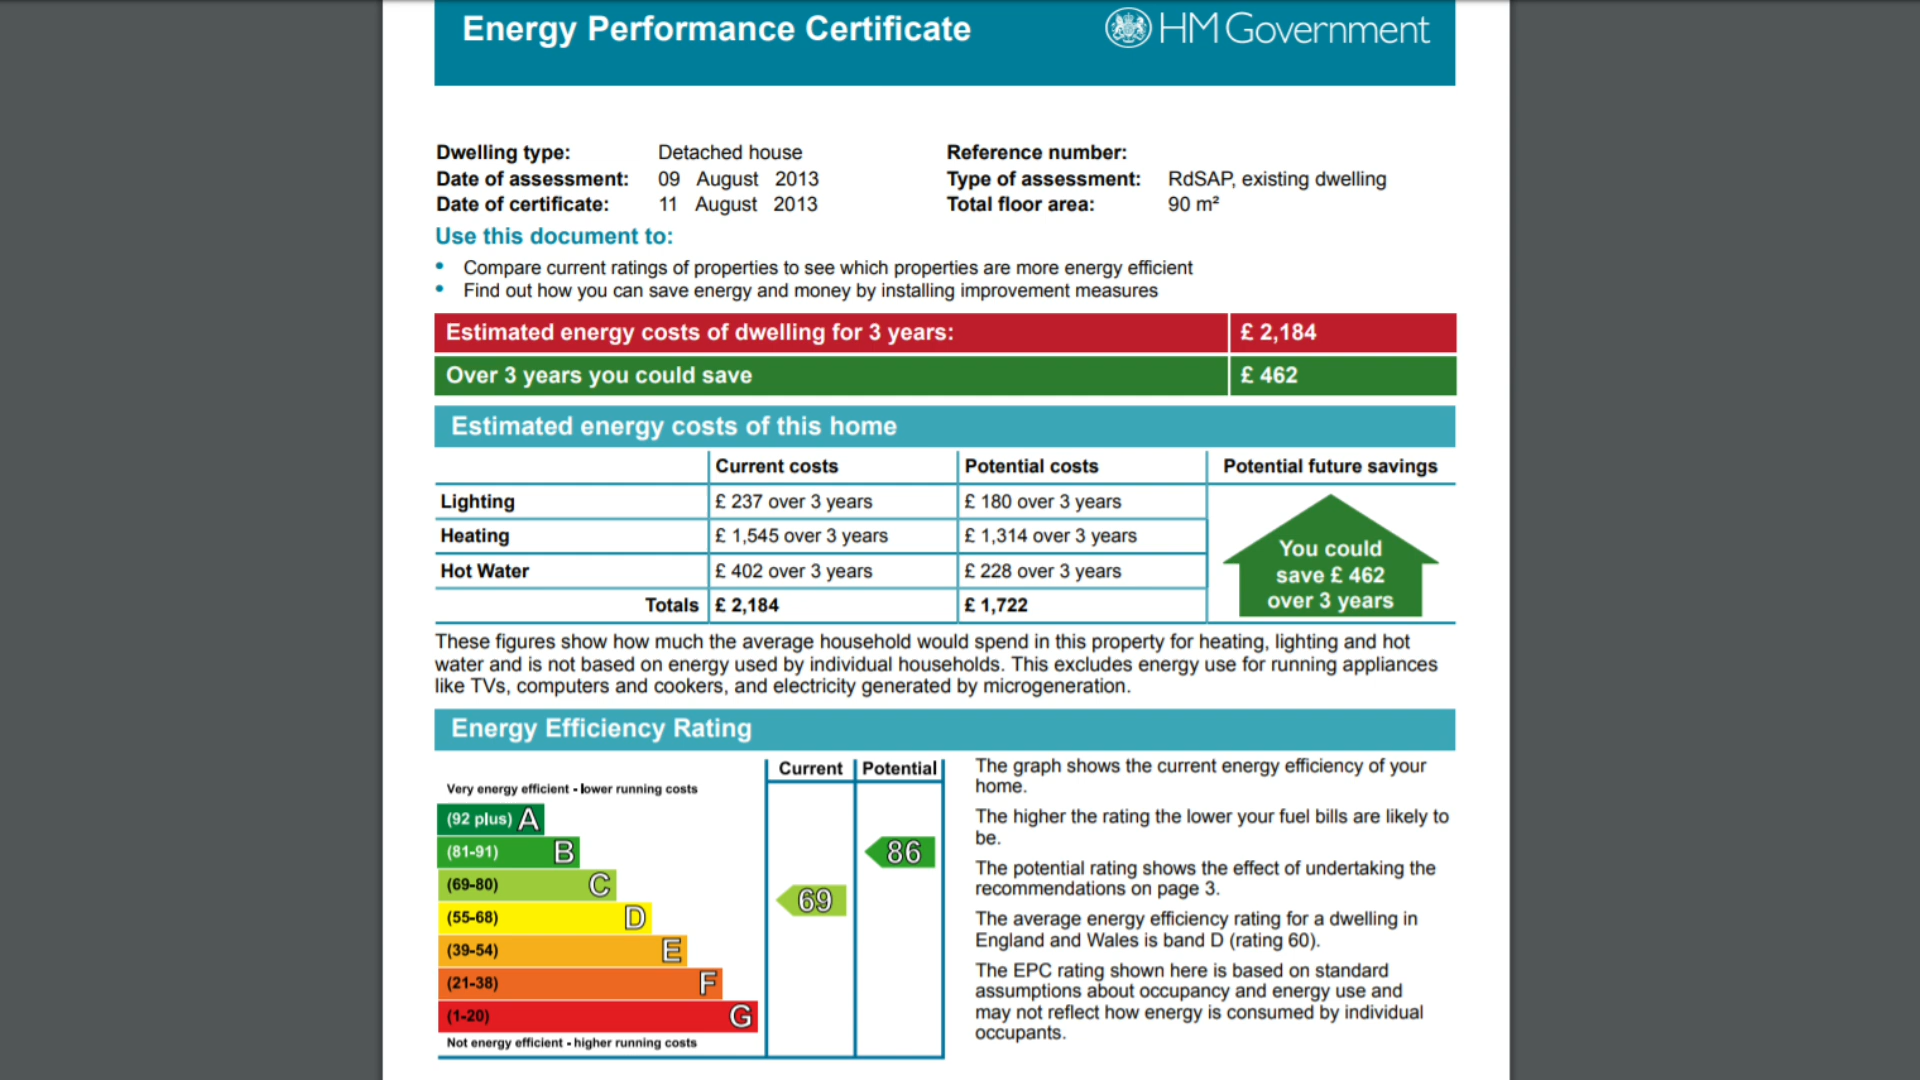 Energy Performance Certificate
HM Government
Dwelling type: Detached house
Date of assessment: 09 August 2013
Date of certificate: 11 August 2013
Reference number:
Type of assessment: RdSAP, existing dwelling
Total floor area: 90 m²
Use this document to:
• Compare current ratings of properties to see which properties are more energy efficient
• Find out how you can save energy and money by installing improvement measures
Estimated energy costs of dwelling for 3 years: £ 2,184
Over 3 years you could save £ 462
Estimated energy costs of this home
Current costs Potential costs Potential future savings
Lighting £ 237 over 3 years £ 180 over 3 years
Heating £ 1,545 over 3 years £ 1,314 over 3 years
Hot Water £ 402 over 3 years £ 228 over 3 years
Totals £ 2,184 £ 1,722
You could
save £ 462
over 3 years
These figures show how much the average household would spend in this property for heating, lighting and hot
water and is not based on energy used by individual households. This excludes energy use for running appliances
like TVs, computers and cookers, and electricity generated by microgeneration.
Energy Efficiency Rating
Current Potential
Very energy efficient - lower running costs
(92 plus) A
(81-91) B
86
(69-80) C
69
(55-68) D
(39-54) E
(21-38) F
(1-20) G
Not energy efficient - higher running costs
The graph shows the current energy efficiency of your
home.
The higher the rating the lower your fuel bills are likely to
be.
The potential rating shows the effect of undertaking the
recommendations on page 3.
The average energy efficiency rating for a dwelling in
England and Wales is band D (rating 60).
The EPC rating shown here is based on standard
assumptions about occupancy and energy use and
may not reflect how energy is consumed by individual
occupants.